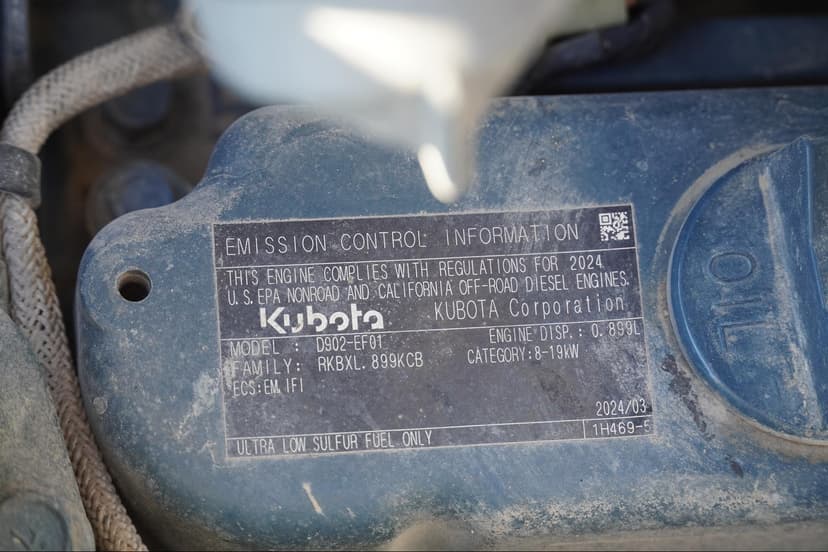 EMISSION CONTROL INFORMATION
THIS ENGINE COMPLIES WITH REGULATIONS FOR 2024
U.S. EPA NONROAD AND CALIFORNIA OFF-ROAD DIESEL ENGINES.
Kubota KUBOTA Corporation
MODEL : D902-EF01 ENGINE DISP.: 0.899L
FAMILY: RKBXL.899KCB CATEGORY:8-19kW
ECS:EM IFI
2024/03
ULTRA LOW SULFUR FUEL ONLY 1H469-5
OIL